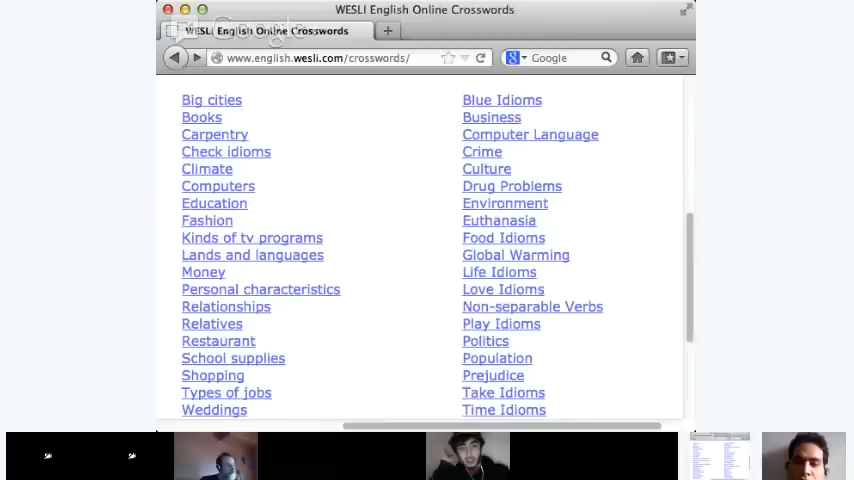 WESLI English Online Crosswords
WESLI English Online Crosswords
Google
www.english.wesli.com/crosswords/
Google
Big cities
Books
Carpentry
Check idioms
Climate
Computers
Education
Fashion
Kinds of tv programs
Lands and languages
Money
Personal characteristics
Relationships
Relatives
Restaurant
School supplies
Shopping
Types of jobs
Weddings
Blue Idioms
Business
Computer Language
Crime
Culture
Drug Problems
Environment
Euthanasia
Food Idioms
Global Warming
Life Idioms
Love Idioms
Non-separable Verbs
Play Idioms
Politics
Population
Prejudice
Take Idioms
Time Idioms